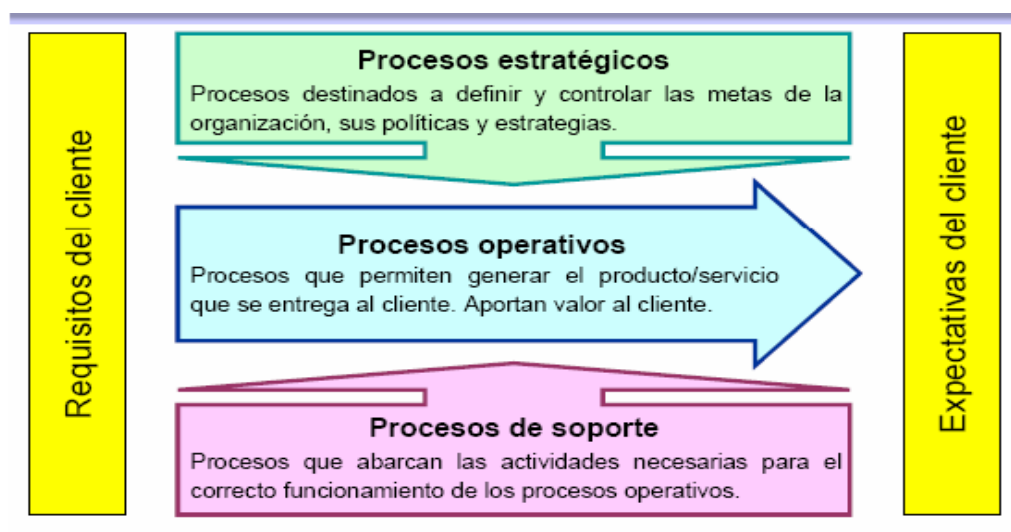 Requisitos del cliente
Procesos estratégicos
Procesos destinados a definir y controlar las metas de la
organización, sus políticas y estrategias.
Procesos operativos
Procesos que permiten generar el producto/servicio
que se entrega al cliente. Aportan valor al cliente.
Procesos de soporte
Procesos que abarcan las actividades necesarias para el
correcto funcionamiento de los procesos operativos.
Expectativas del cliente